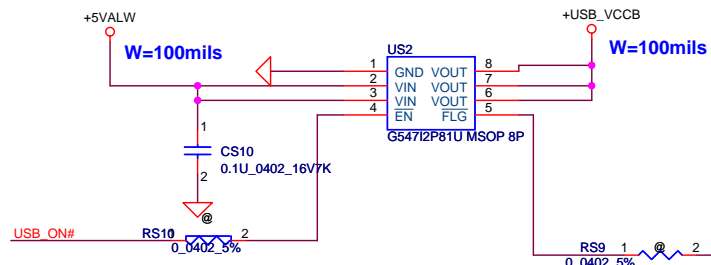 +5VALW
+USB_VCCB
W=100mils
W=100mils
US2
1 GND VOUT 8
2 VIN VOUT 7
3 VIN VOUT 6
4 EN FLG 5
G547I2P81U MSOP 8P
1
CS10
0.1U_0402_16V7K
2
@
USB_ON#
RS10 1 2
0_0402_5%
RS9 1 @ 2
0_0402_5%